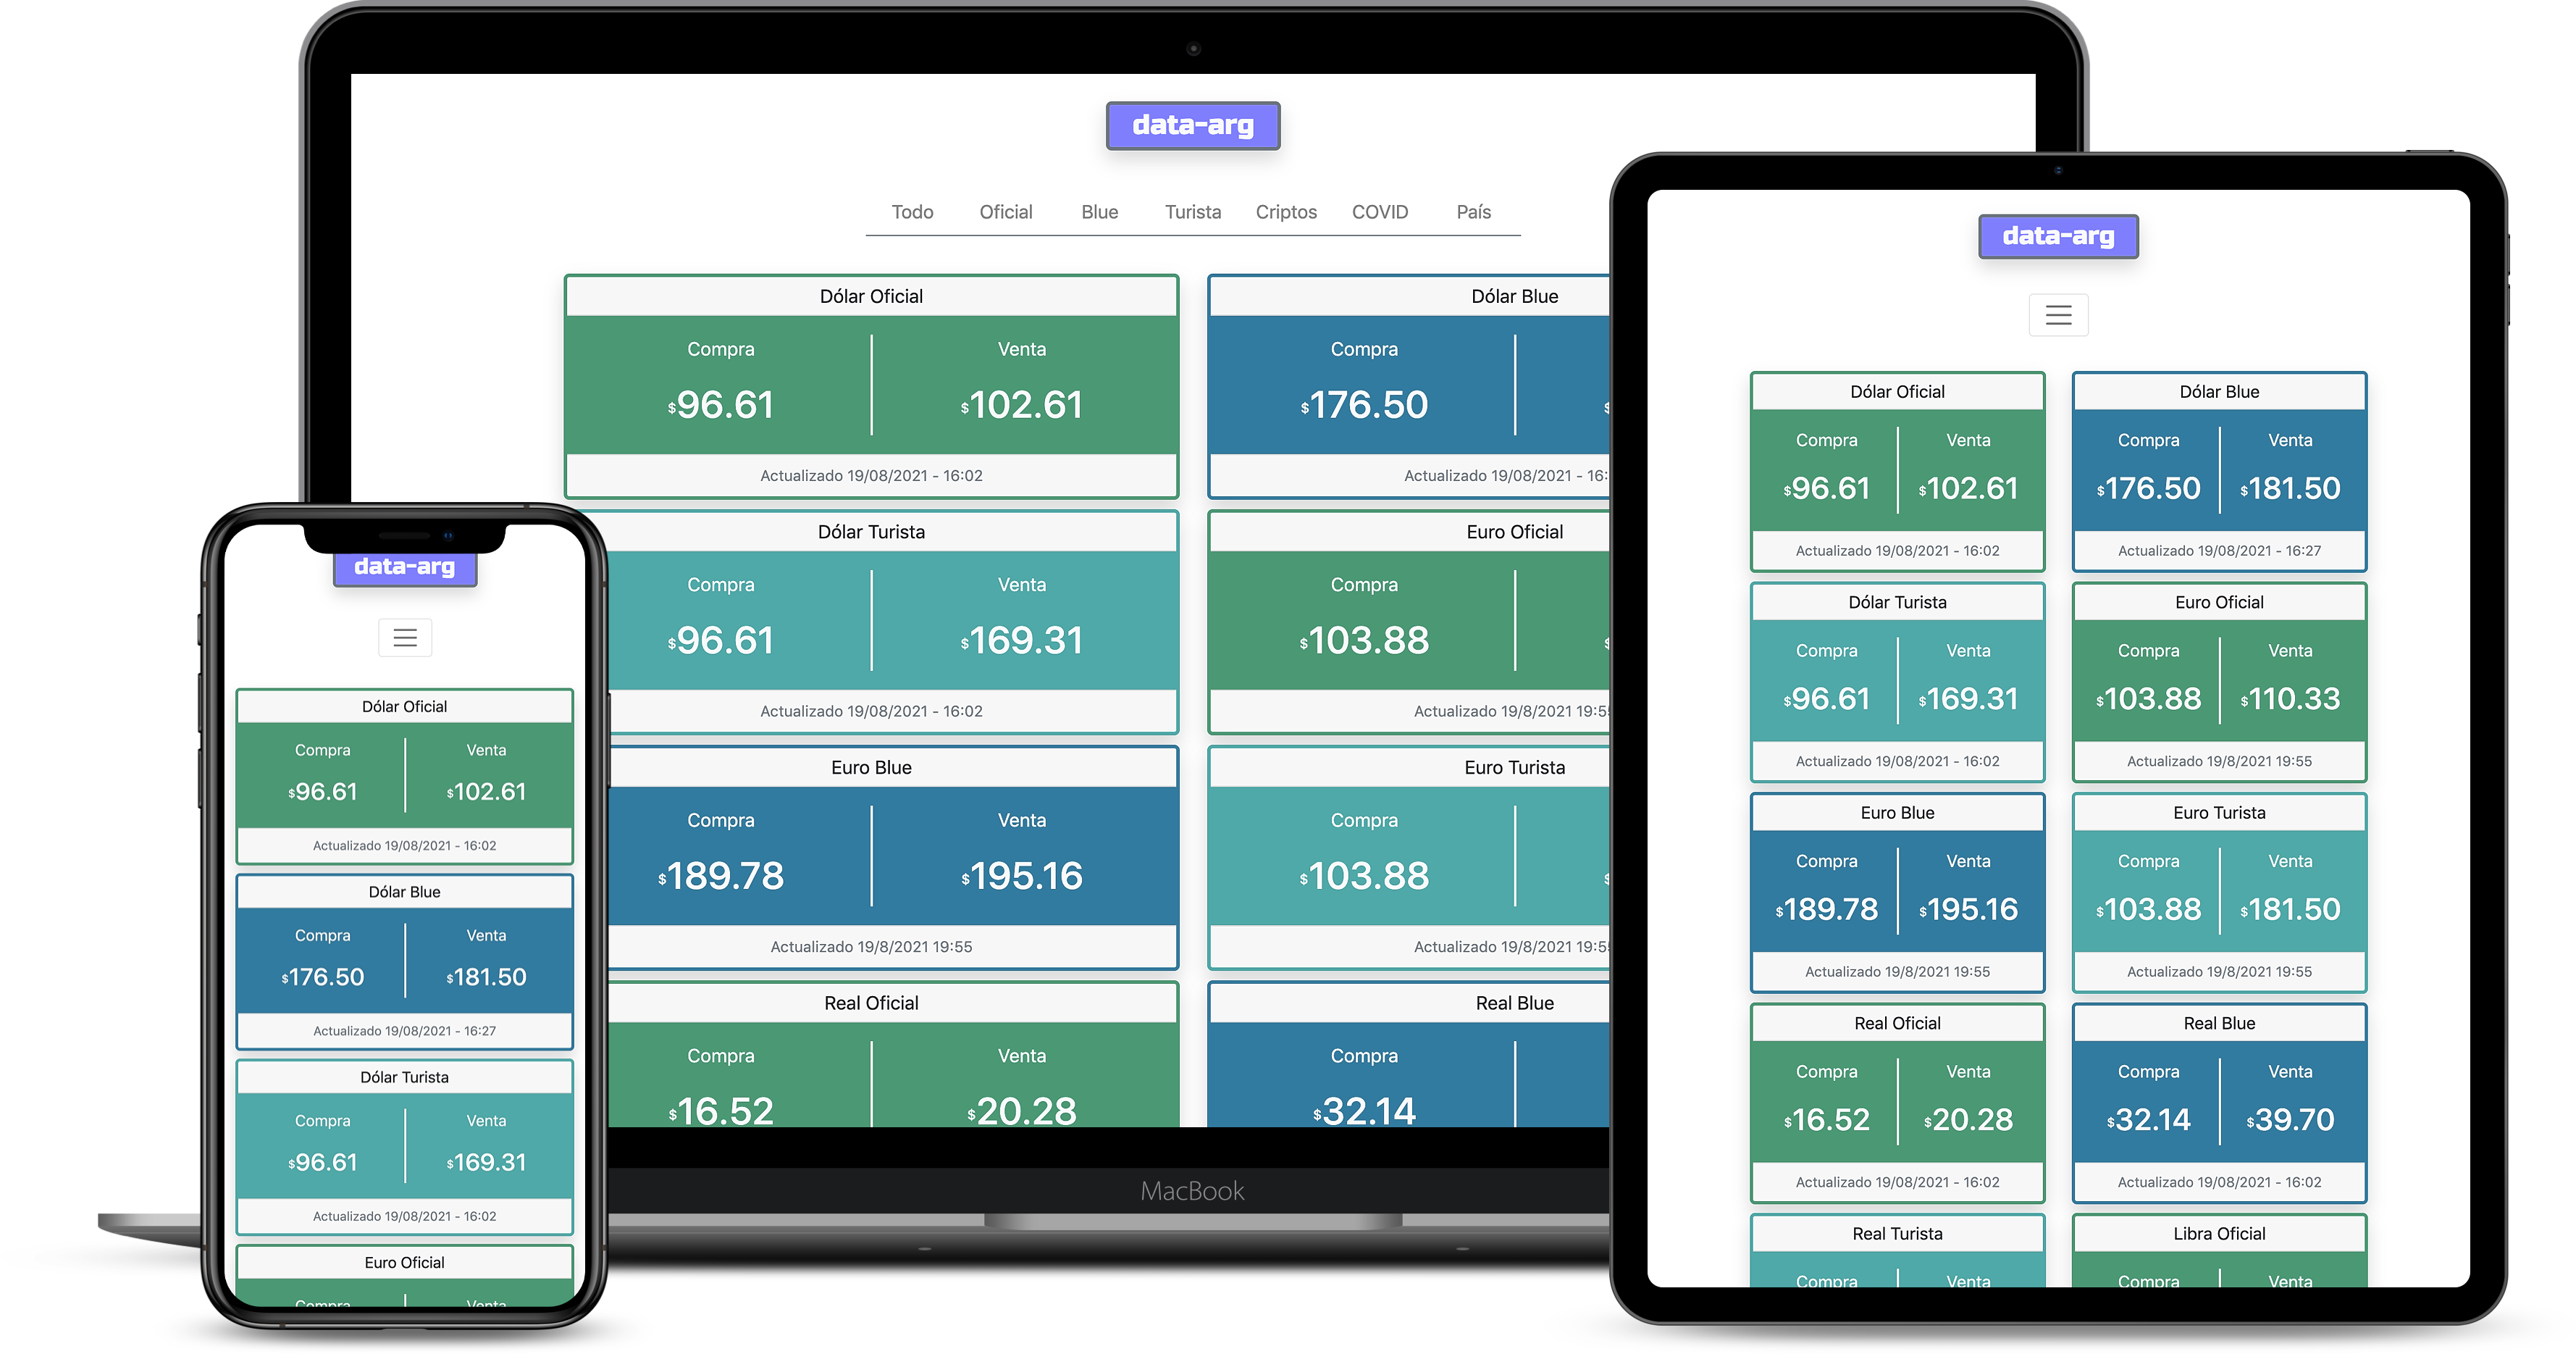 data-arg
Todo Oficial Blue Turista Criptos COVID País
Dólar Oficial
Compra Venta
$96.61 $102.61
Actualizado 19/08/2021 - 16:02
Dólar Blue
Compra
$176.50
$
Actualizado 19/08/2021 - 16:
Dólar Turista
Compra Venta
$96.61 $169.31
Actualizado 19/08/2021 - 16:02
Euro Oficial
Compra
$103.88
$
Actualizado 19/8/2021 19:55
Euro Blue
Compra Venta
$189.78 $195.16
Actualizado 19/8/2021 19:55
Euro Turista
Compra
$103.88
$
Actualizado 19/8/2021 19:55
Real Oficial
Compra Venta
$16.52 $20.28
Real Blue
Compra
$32.14
MacBook
data-arg
Dólar Oficial
Compra Venta
$96.61 $102.61
Actualizado 19/08/2021 - 16:02
Dólar Blue
Compra Venta
$176.50 $181.50
Actualizado 19/08/2021 - 16:27
Dólar Turista
Compra Venta
$96.61 $169.31
Actualizado 19/08/2021 - 16:02
Euro Oficial
Compra Venta
data-arg
Dólar Oficial
Compra Venta
$96.61 $102.61
Actualizado 19/08/2021 - 16:02
Dólar Blue
Compra Venta
$176.50 $181.50
Actualizado 19/08/2021 - 16:27
Dólar Turista
Compra Venta
$96.61 $169.31
Actualizado 19/08/2021 - 16:02
Euro Oficial
Compra Venta
$103.88 $110.33
Actualizado 19/8/2021 19:55
Euro Blue
Compra Venta
$189.78 $195.16
Actualizado 19/8/2021 19:55
Euro Turista
Compra Venta
$103.88 $181.50
Actualizado 19/8/2021 19:55
Real Oficial
Compra Venta
$16.52 $20.28
Actualizado 19/08/2021 - 16:02
Real Blue
Compra Venta
$32.14 $39.70
Actualizado 19/08/2021 - 16:02
Real Turista
Compra Venta
Libra Oficial
Compra Venta